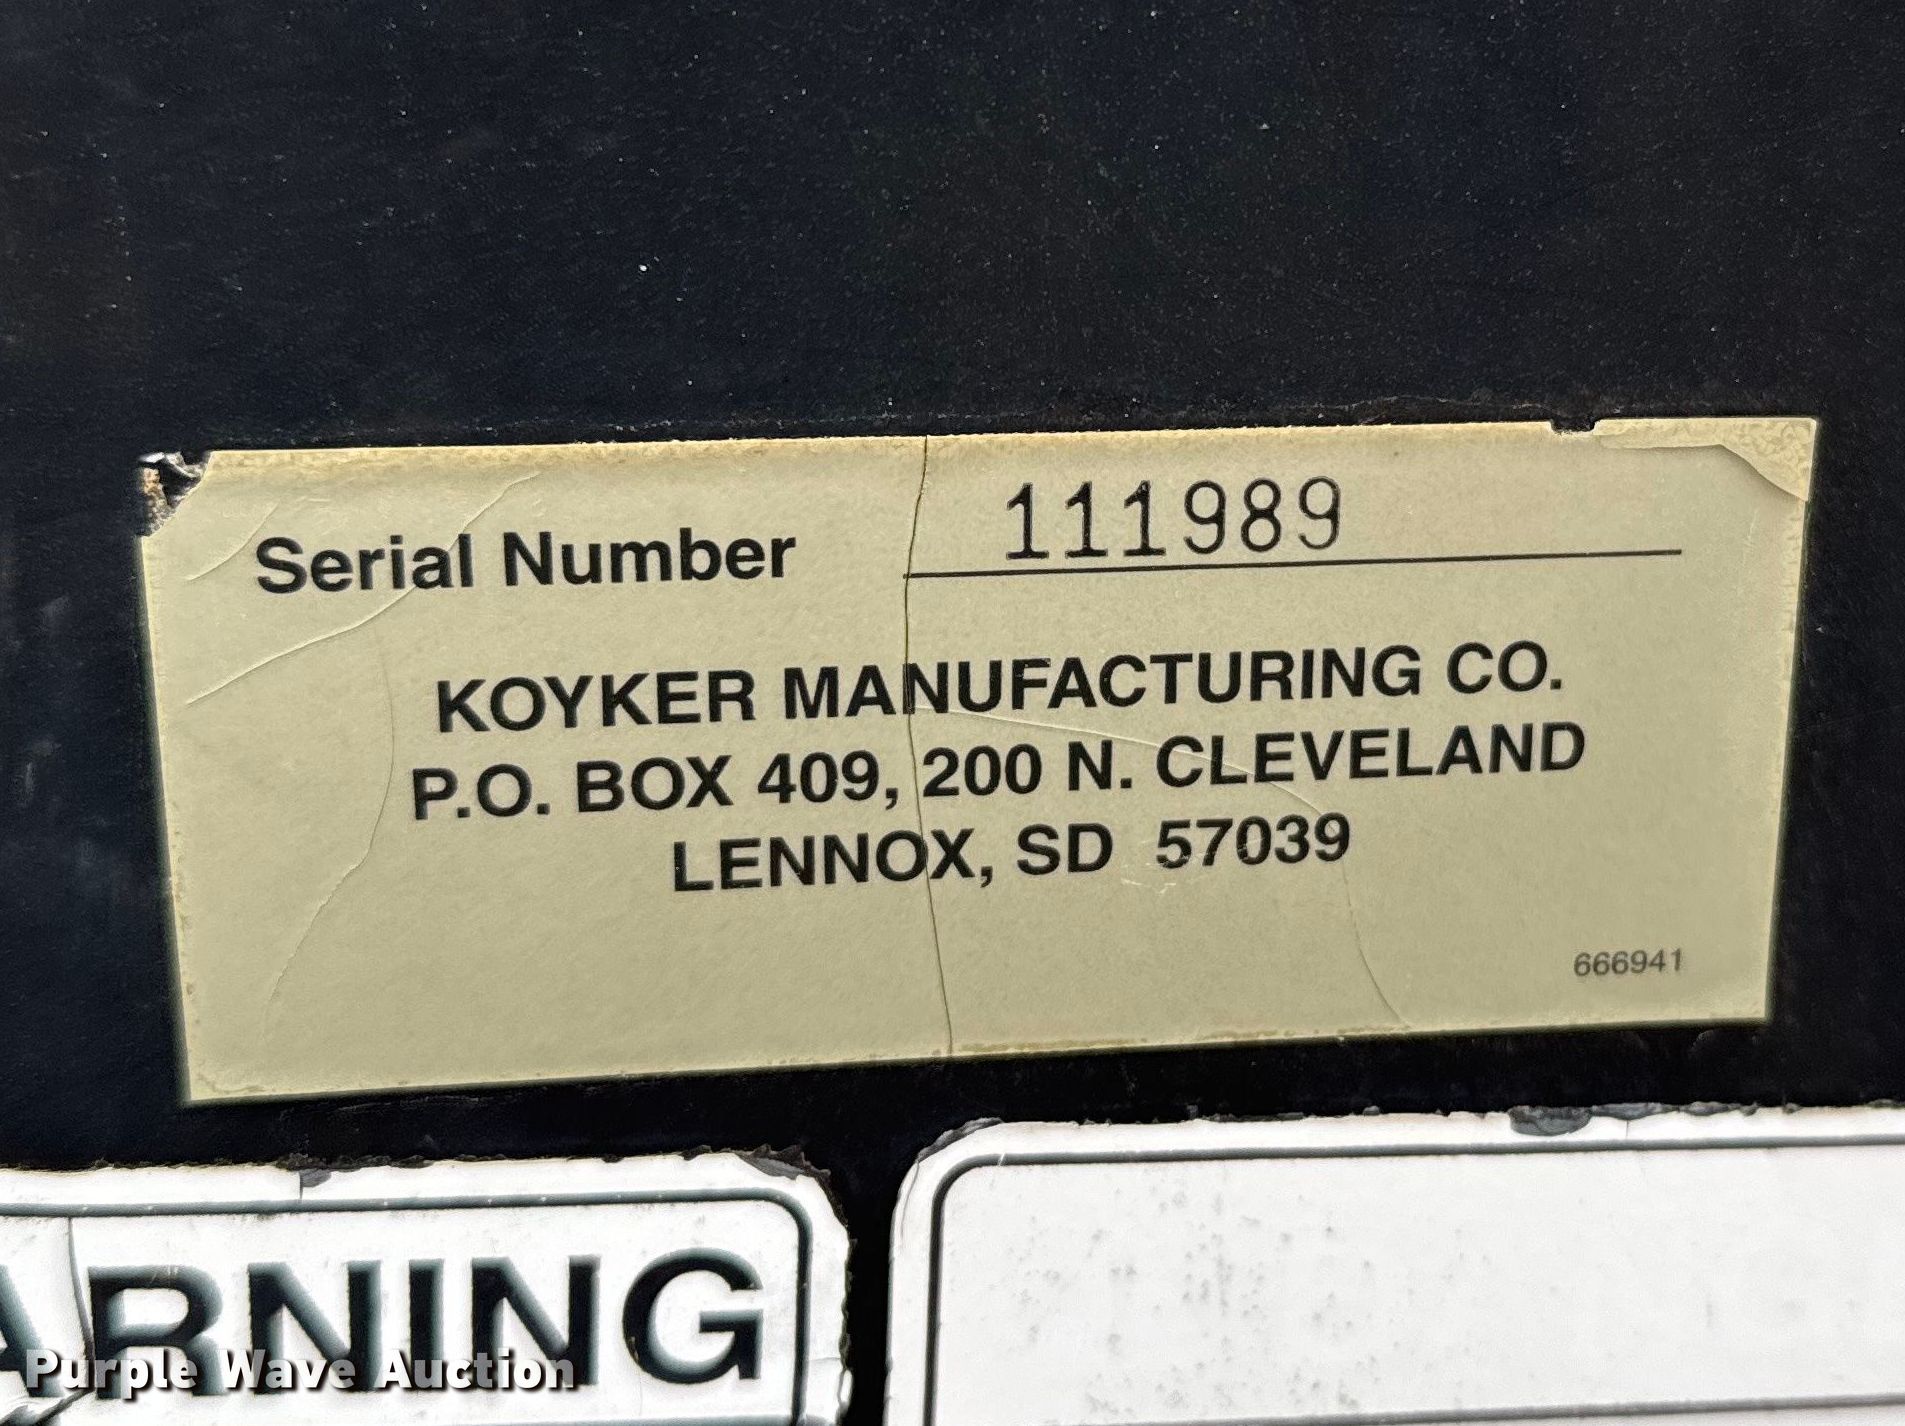 Serial Number 111989
KOYKER MANUFACTURING CO.
P.O. BOX 409, 200 N. CLEVELAND
LENNOX, SD 57039
666941
ARNING
Purple Wave Auction